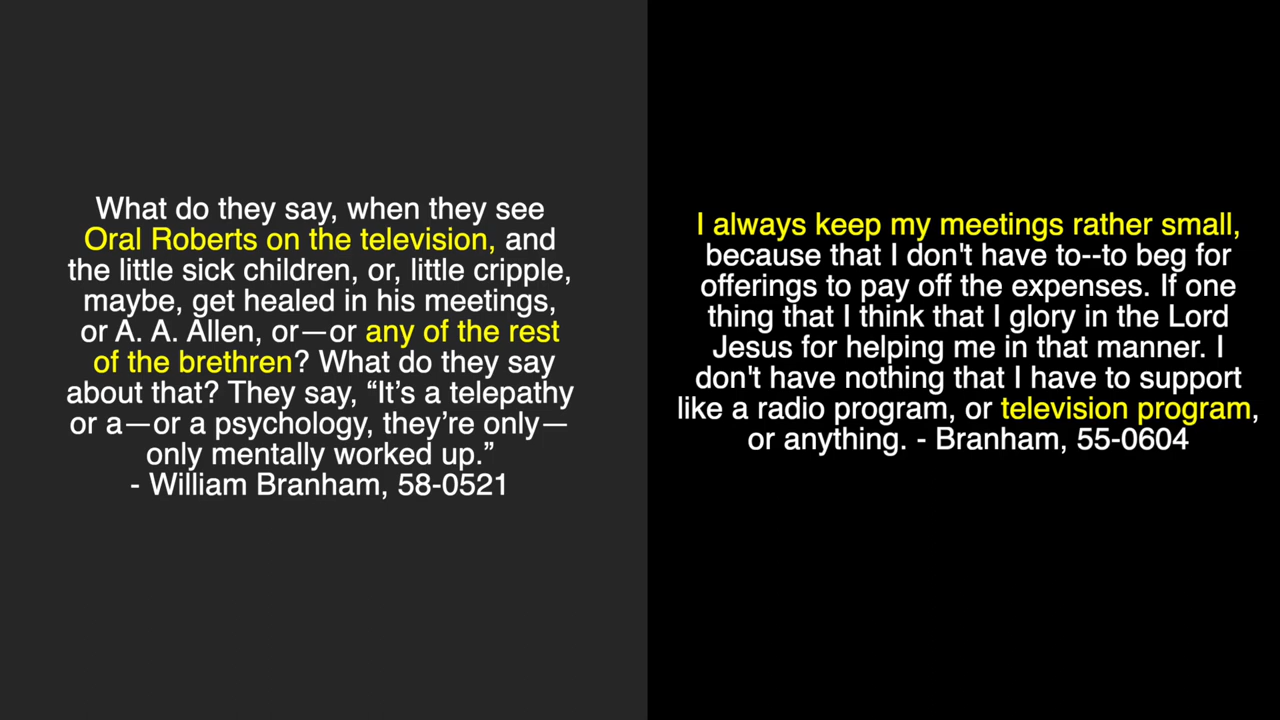 What do they say, when they see
Oral Roberts on the television, and
the little sick children, or, little cripple,
maybe, get healed in his meetings,
or A. A. Allen, or—or any of the rest
of the brethren? What do they say
about that? They say, “It’s a telepathy
or a—or a psychology, they’re only—
only mentally worked up.”
- William Branham, 58-0521
I always keep my meetings rather small,
because that I don't have to--to beg for
offerings to pay off the expenses. If one
thing that I think that I glory in the Lord
Jesus for helping me in that manner. I
don't have nothing that I have to support
like a radio program, or television program,
or anything. - Branham, 55-0604